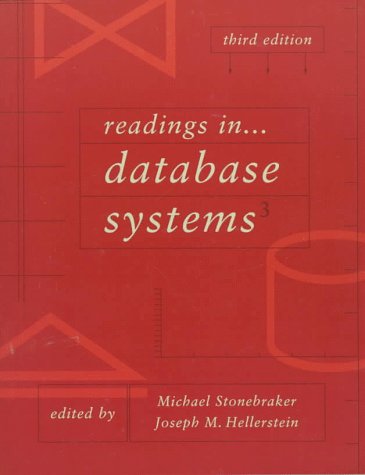 third edition
readings in...
database
systems3
edited by
Michael Stonebraker
Joseph M. Hellerstein